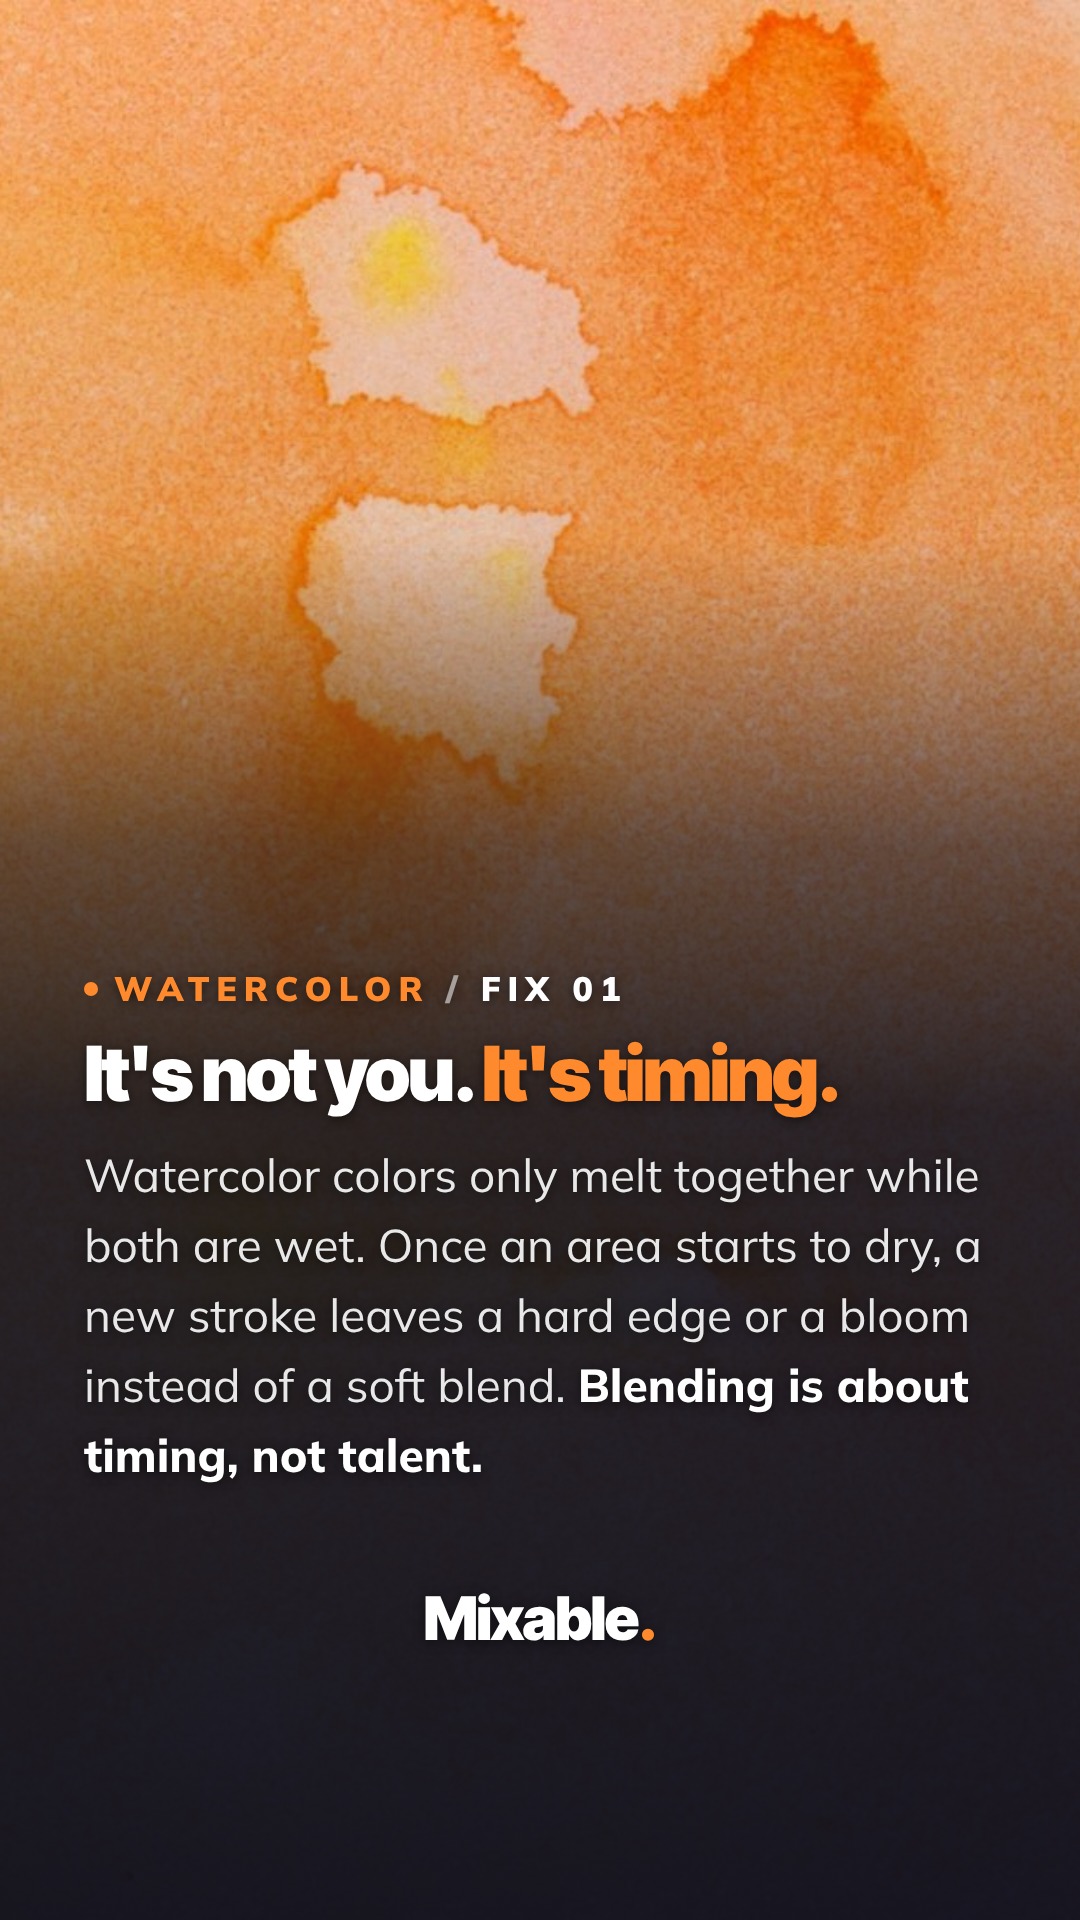 • WATERCOLOR / FIX 01
It's not you. It's timing.
Watercolor colors only melt together while
both are wet. Once an area starts to dry, a
new stroke leaves a hard edge or a bloom
instead of a soft blend. Blending is about
timing, not talent.
Mixable.